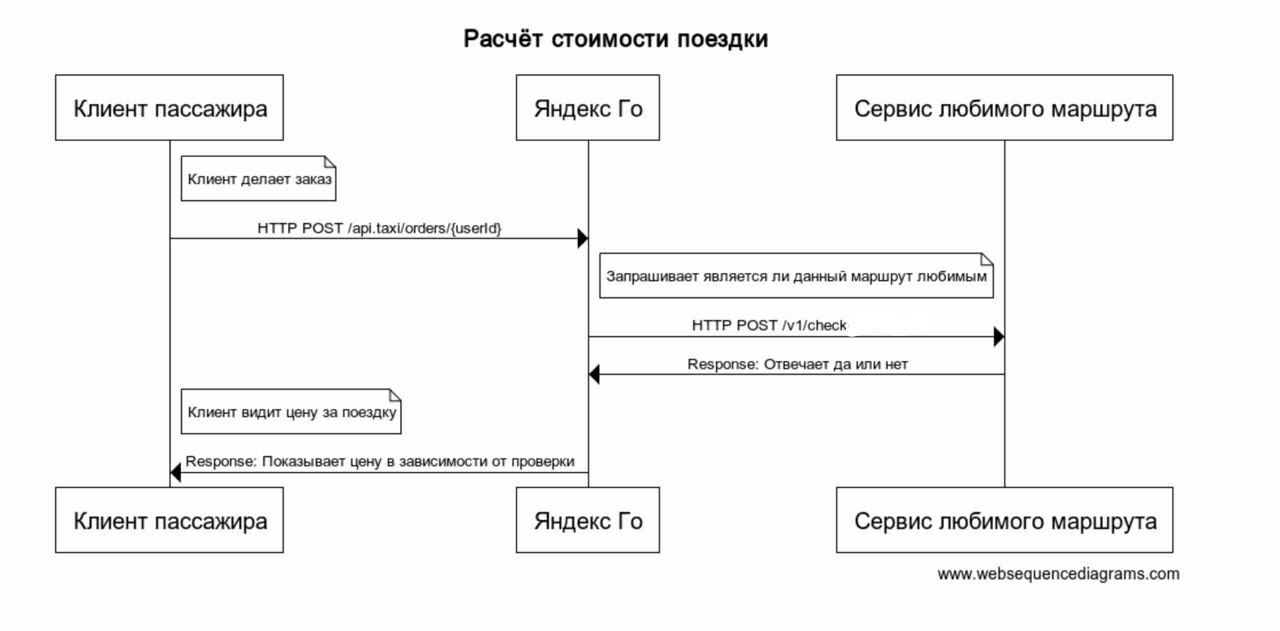 Расчёт стоимости поездки
Клиент пассажира
Яндекс Го
Сервис любимого маршрута
Клиент делает заказ
HTTP POST /api.taxi/orders/{userId}
Запрашивает является ли данный маршрут любимым
HTTP POST /v1/check
Response: Отвечает да или нет
Клиент видит цену за поездку
Response: Показывает цену в зависимости от проверки
Клиент пассажира
Яндекс Го
Сервис любимого маршрута
www.websequencediagrams.com